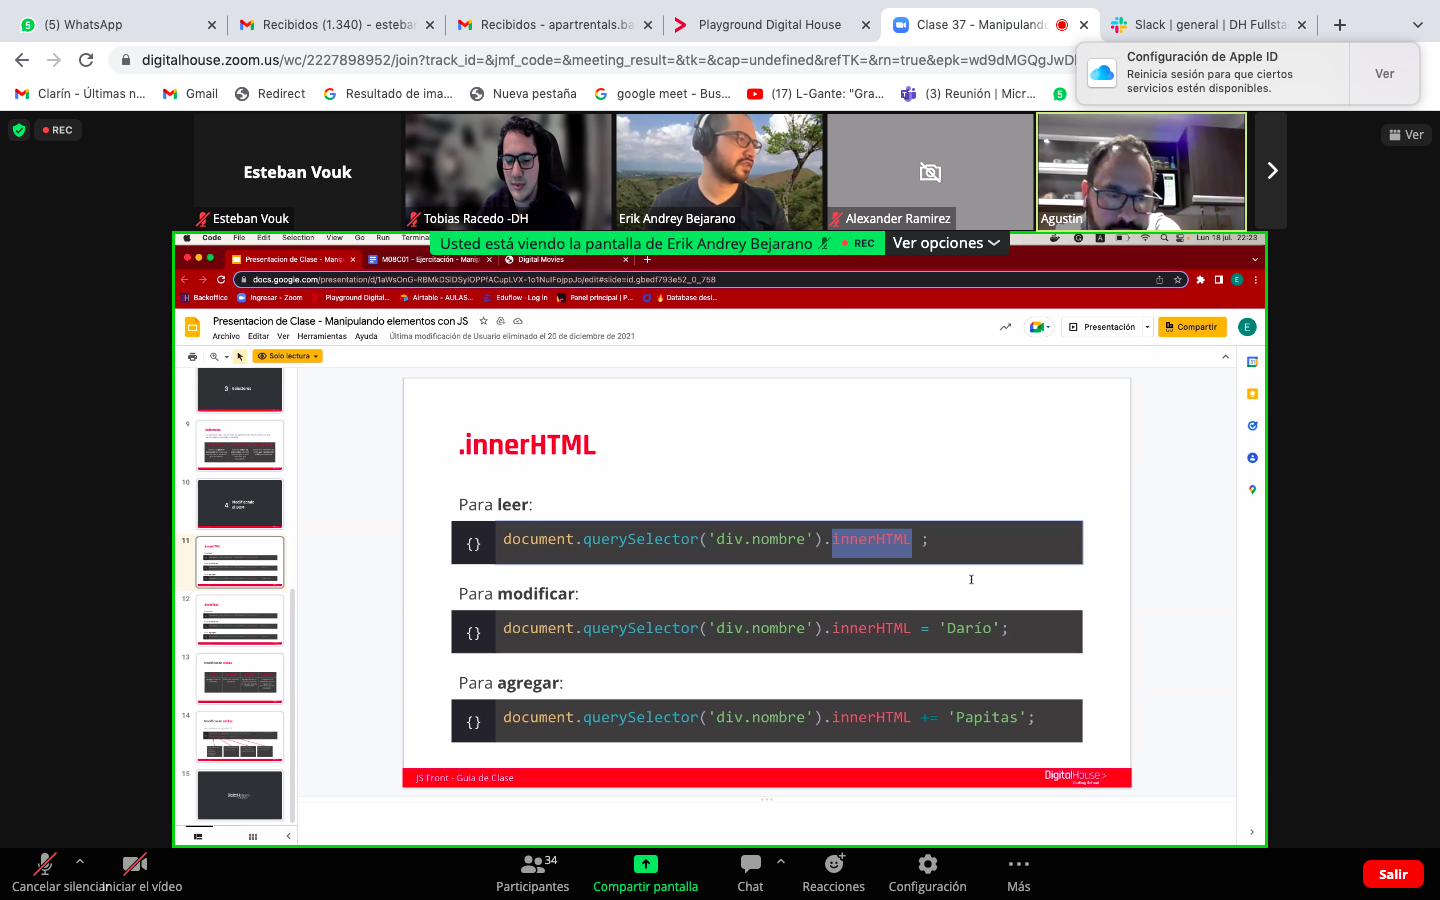 (5) WhatsApp
Recibidos (1.340) - esteba
Recibidos - apartrentals.ba
Playground Digital House
Clase 37 - Manipulando
Slack | general | DH Fullsta
digitalhouse.zoom.us/wc/2227898952/join?track_id=&jmf_code=&meeting_result=&tk=&cap=undefined&refTK=&rn=true&epk=wd9dMGQgJwD
Configuración de Apple ID
Reinicia sesión para que ciertos
servicios estén disponibles.
Ver
Clarín - Últimas n...
Gmail
Redirect
Resultado de ima...
Nueva pestaña
google meet - Bus...
(17) L-Gante: "Gra...
(3) Reunión | Micr...
REC
Ver
Esteban Vouk
Esteban Vouk
Tobias Racedo -DH
Erik Andrey Bejarano
Alexander Ramirez
Agustin
Usted está viendo la pantalla de Erik Andrey Bejarano
REC
Ver opciones
Code File Edit Selection View Go Run Termina
Lun 18 jul. 22:23
Presentacion de Clase - Mani
M08C01 - Ejercitación - Mani
Digital Movies
docs.google.com/presentation/d/1aWsOnG-RBMkDSlDSylOPPfACupLVX-1o1NuIFojppJo/edit#slide=id.gbedf793e52_0_758
Backoffice
Ingresar - Zoom
Playground Digital...
Airtable - AULAS...
Eduflow - Log in
Panel principal | P...
Database desi...
Presentacion de Clase - Manipulando elementos con JS
Archivo Editar Ver Herramientas Ayuda
Última modificación de Usuario eliminado el 20 de diciembre de 2021
Presentación
Compartir
E
Solo lectura
9
10
11
12
13
14
15
.innerHTML
Para leer:
{} document.querySelector('div.nombre').innerHTML ;
Para modificar:
{} document.querySelector('div.nombre').innerHTML = 'Darío';
Para agregar:
{} document.querySelector('div.nombre').innerHTML += 'Papitas';
JS Front - Guia de Clase
DigitalHouse>
Coding School
Cancelar silenciar
Iniciar el vídeo
34
Participantes
Compartir pantalla
Chat
Reacciones
Configuración
Más
Salir